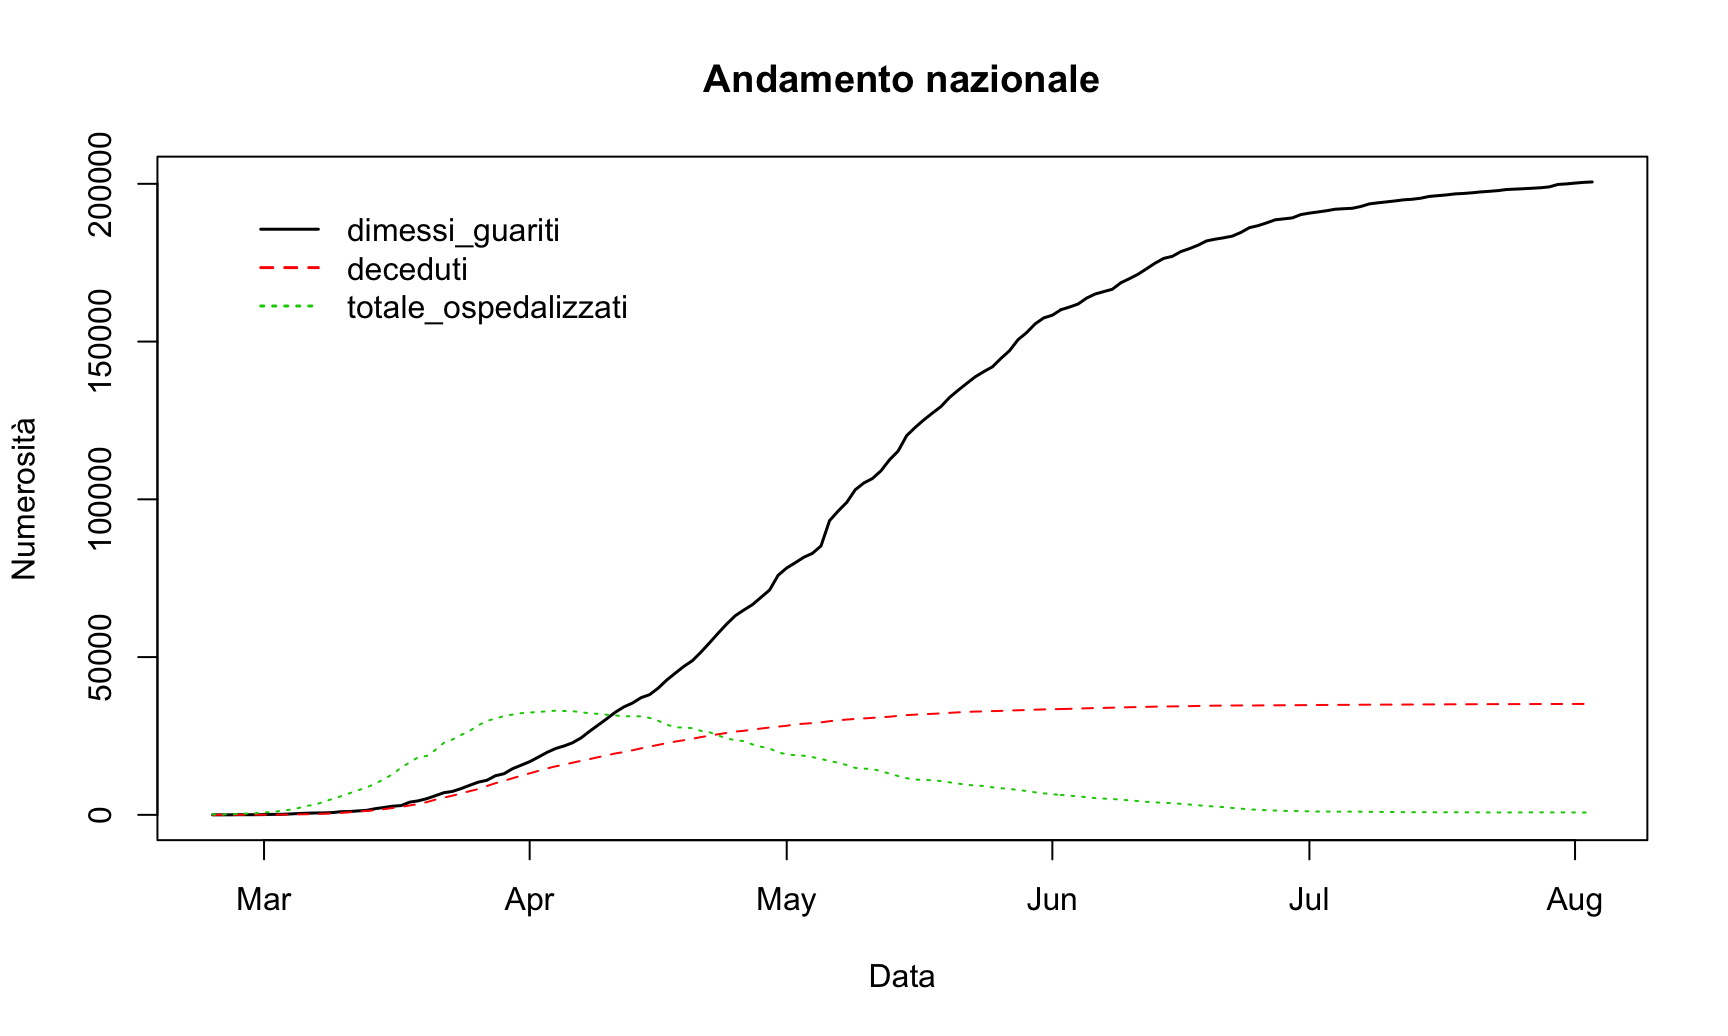 Andamento nazionale
dimessi_guariti
deceduti
totale_ospedalizzati
Numerosità
200000
150000
100000
50000
0
Mar Apr May Jun Jul Aug
Data